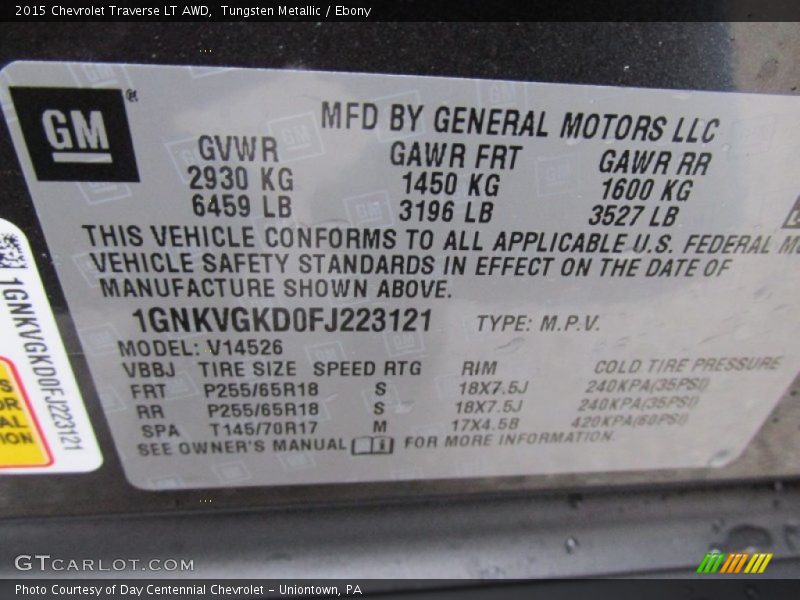 2015 Chevrolet Traverse LT AWD,  Tungsten Metallic / Ebony
GM ®
MFD BY GENERAL MOTORS LLC
GVWR GAWR FRT GAWR RR
2930 KG 1450 KG 1600 KG
6459 LB 3196 LB 3527 LB
THIS VEHICLE CONFORMS TO ALL APPLICABLE U.S. FEDERAL
VEHICLE SAFETY STANDARDS IN EFFECT ON THE DATE OF
MANUFACTURE SHOWN ABOVE.
1GNKVGKD0FJ223121 TYPE: M.P.V.
MODEL: V14526
VBBJ TIRE SIZE SPEED RTG RIM COLD TIRE PRESSURE
FRT P255/65R18 S 18X7.5J 240KPA(35PSI)
RR P255/65R18 S 18X7.5J 240KPA(35PSI)
SPA T145/70R17 M 17X4.5B 420KPA(60PSI)
SEE OWNER'S MANUAL FOR MORE INFORMATION.
1GNKVGKD0FJ223121
GTCARLOT.COM
Photo Courtesy of Day Centennial Chevrolet - Uniontown, PA